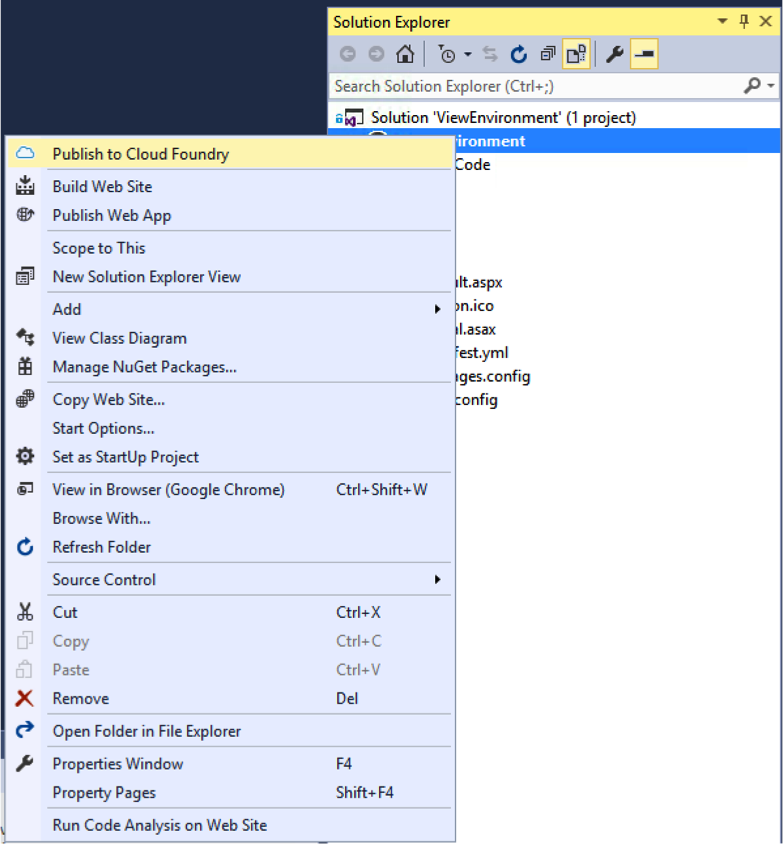 Solution Explorer
Search Solution Explorer (Ctrl+;)
Solution 'ViewEnvironment' (1 project)
ironment
Code
ult.aspx
on.ico
al.asax
fest.yml
ages.config
config
Publish to Cloud Foundry
Build Web Site
Publish Web App
Scope to This
New Solution Explorer View
Add
View Class Diagram
Manage NuGet Packages...
Copy Web Site...
Start Options...
Set as StartUp Project
View in Browser (Google Chrome) Ctrl+Shift+W
Browse With...
Refresh Folder
Source Control
Cut Ctrl+X
Copy Ctrl+C
Paste Ctrl+V
Remove Del
Open Folder in File Explorer
Properties Window F4
Property Pages Shift+F4
Run Code Analysis on Web Site